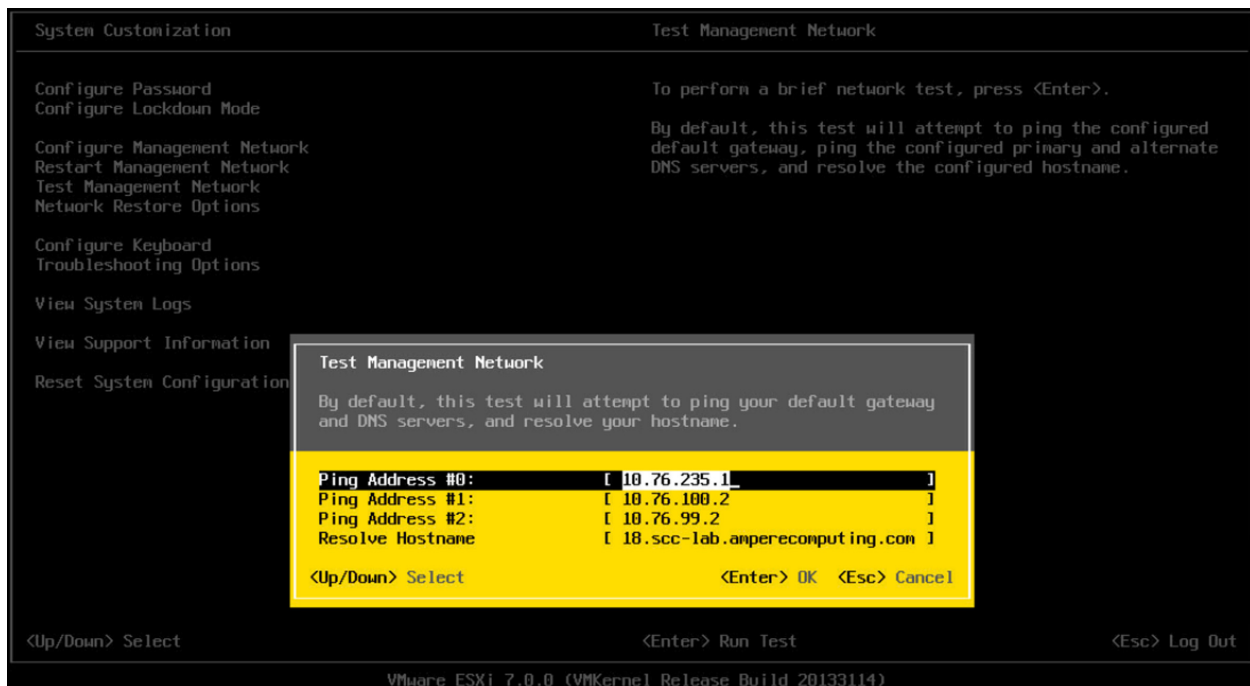 System Customization
Test Management Network
Configure Password
Configure Lockdown Mode
Configure Management Network
Restart Management Network
Test Management Network
Network Restore Options
Configure Keyboard
Troubleshooting Options
View System Logs
View Support Information
Reset System Configuration
To perform a brief network test, press <Enter>.
By default, this test will attempt to ping the configured
default gateway, ping the configured primary and alternate
DNS servers, and resolve the configured hostname.
Test Management Network
By default, this test will attempt to ping your default gateway
and DNS servers, and resolve your hostname.
Ping Address #0: [ 10.76.235.1_ ]
Ping Address #1: [ 10.76.100.2 ]
Ping Address #2: [ 10.76.99.2 ]
Resolve Hostname [ 18.scc-lab.amperecomputing.com ]
<Up/Down> Select <Enter> OK <Esc> Cancel
<Up/Down> Select <Enter> Run Test <Esc> Log Out
VMware ESXi 7.0.0 (VMKernel Release Build 20133114)